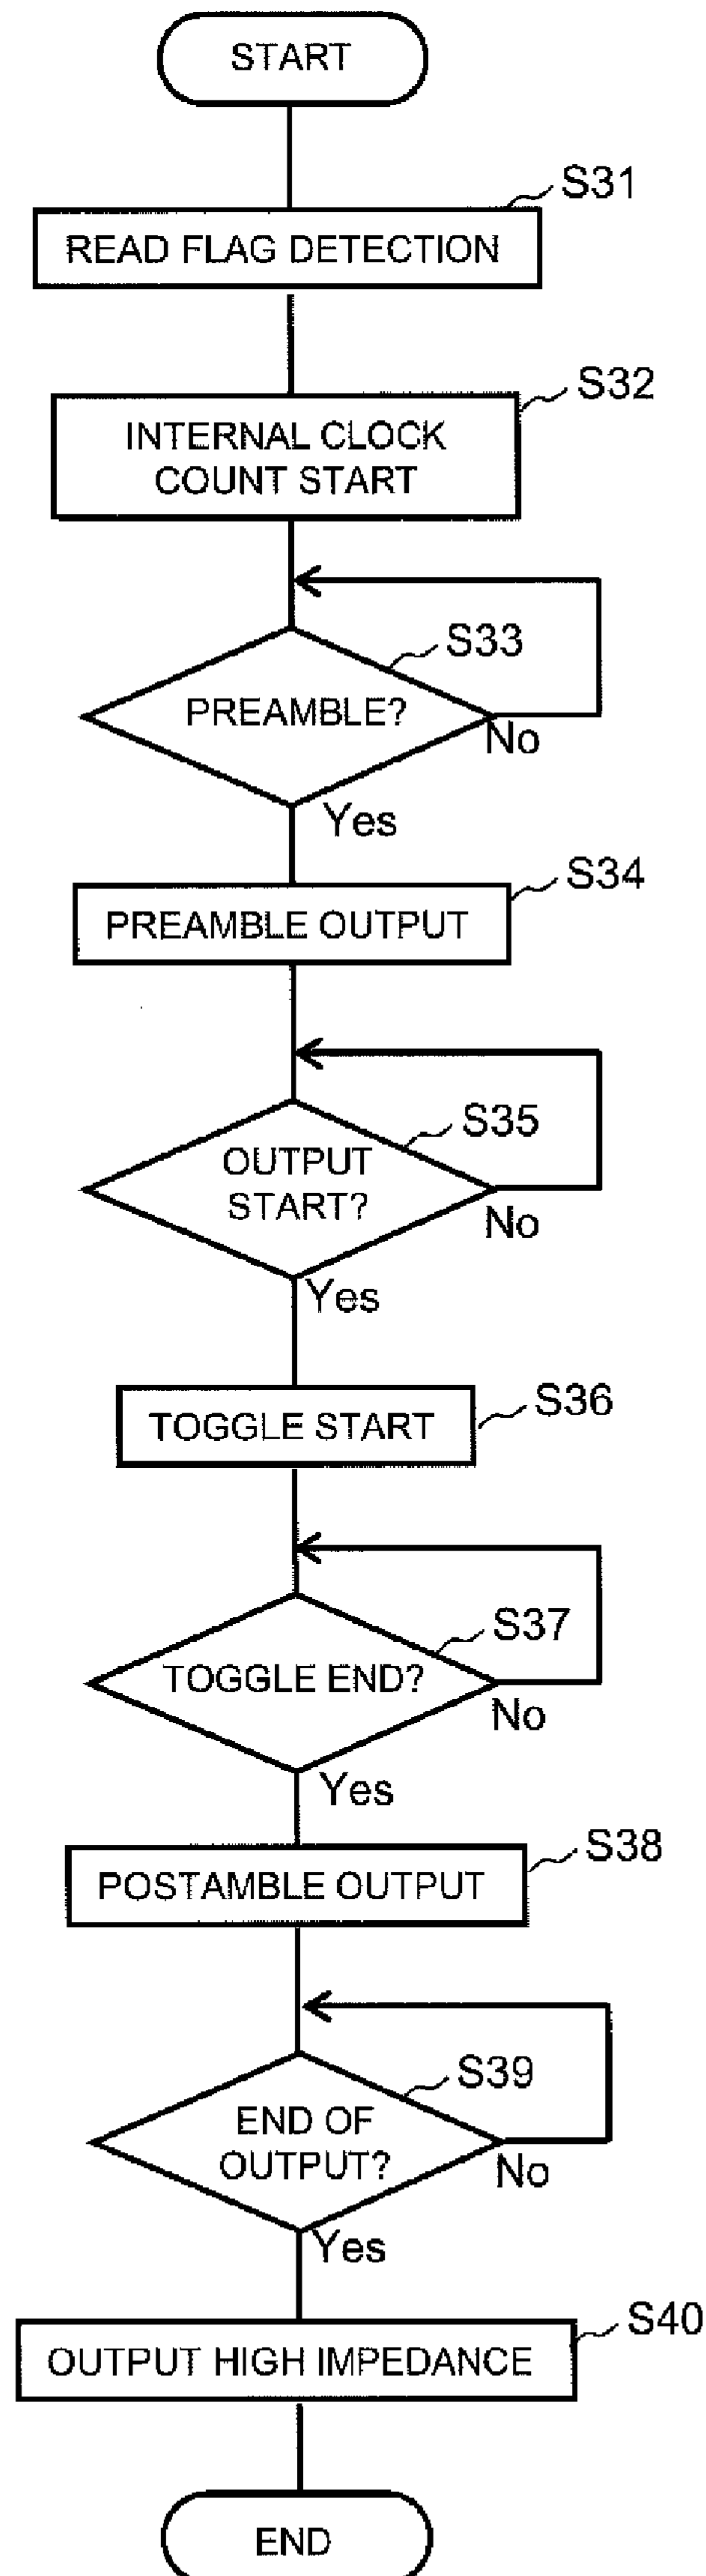 START
S31
READ FLAG DETECTION
S32
INTERNAL CLOCK
COUNT START
S33
PREAMBLE?
No
Yes
S34
PREAMBLE OUTPUT
S35
OUTPUT
START?
No
Yes
S36
TOGGLE START
S37
TOGGLE END?
No
Yes
S38
POSTAMBLE OUTPUT
S39
END OF
OUTPUT?
No
Yes
S40
OUTPUT HIGH IMPEDANCE
END